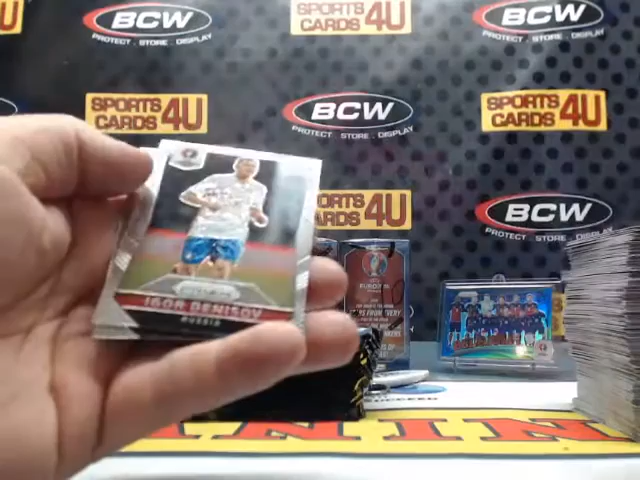 BCW
PROTECT . STORE . DISPLAY
SPORTS
CARDS 4U
BCW
PROTECT . STORE . DISPLAY
SPORTS
CARDS 4U
BCW
PROTECT . STORE . DISPLAY
SPORTS
CARDS 4U
SPORTS
CARDS 4U
BCW
PROTECT . STORE . DISPLAY
IGOR DENISOV
RUSSIA
PANINI